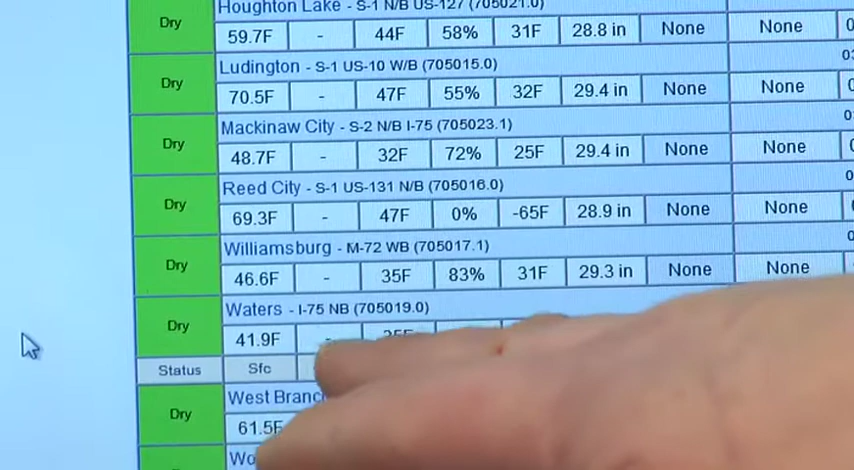 Houghton Lake - S-1 N/B US-127 (705021.0)
Dry 59.7F - 44F 58% 31F 28.8 in None None 0
Ludington - S-1 US-10 W/B (705015.0)
Dry 70.5F - 47F 55% 32F 29.4 in None None
Mackinaw City - S-2 N/B I-75 (705023.1)
Dry 48.7F - 32F 72% 25F 29.4 in None None
Reed City - S-1 US-131 N/B (705016.0)
Dry 69.3F - 47F 0% -65F 28.9 in None None
Williamsburg - M-72 WB (705017.1)
Dry 46.6F - 35F 83% 31F 29.3 in None None
Waters - I-75 NB (705019.0)
Dry 41.9F -
Status Sfc
West Branc
Dry 61.5F
Wo